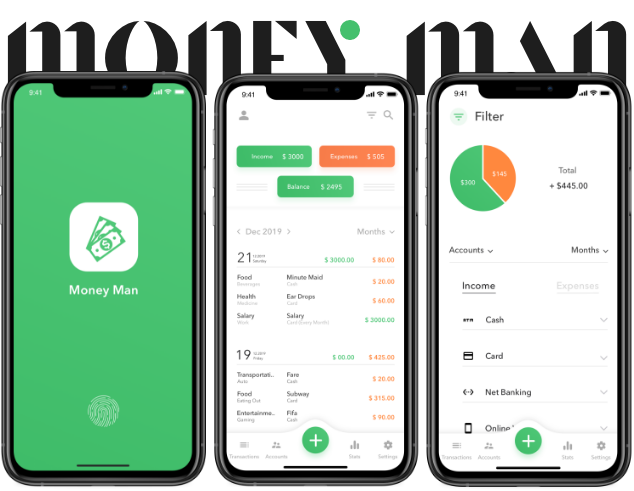 MONEY MAN
9:41
Money Man
9:41
Income $ 3000
Expenses $ 505
Balance $ 2495
Dec 2019
Months
21 12.2019 Saturday $ 3000.00 $ 80.00
Food Minute Maid $ 20.00
Beverages Cash
Health Ear Drops $ 60.00
Medicine Card
Salary Salary $ 3000.00
Work Card (Every Month)
19 12.2019 Friday $ 00.00 $ 425.00
Transportati.. Fare $ 20.00
Auto Cash
Food Subway $ 315.00
Eating Out Card
Entertainme.. Fifa $ 90.00
Gaming Cash
Transactions Accounts Stats Settings
9:41
Filter
$300
$145
Total
+ $445.00
Accounts
Months
Income Expenses
Cash
Card
Net Banking
Online
Transactions Accounts Stats Settings